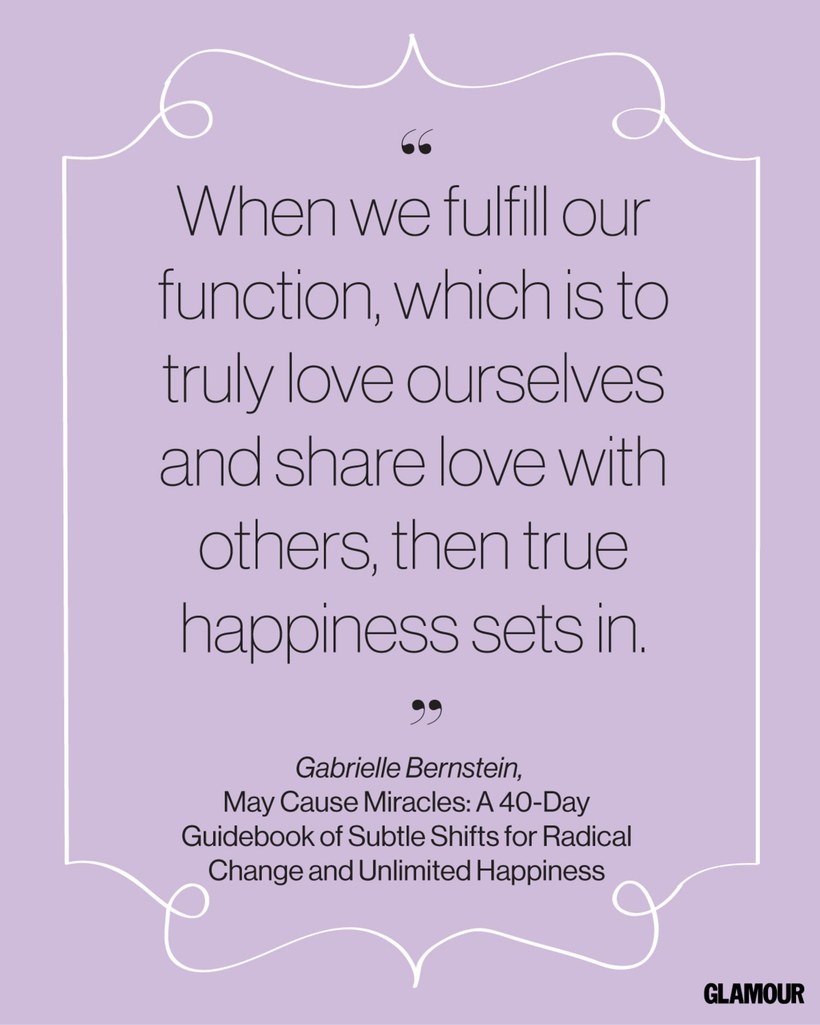 “
When we fulfill our
function, which is to
truly love ourselves
and share love with
others, then true
happiness sets in.
”
Gabrielle Bernstein,
May Cause Miracles: A 40-Day
Guidebook of Subtle Shifts for Radical
Change and Unlimited Happiness
GLAMOUR